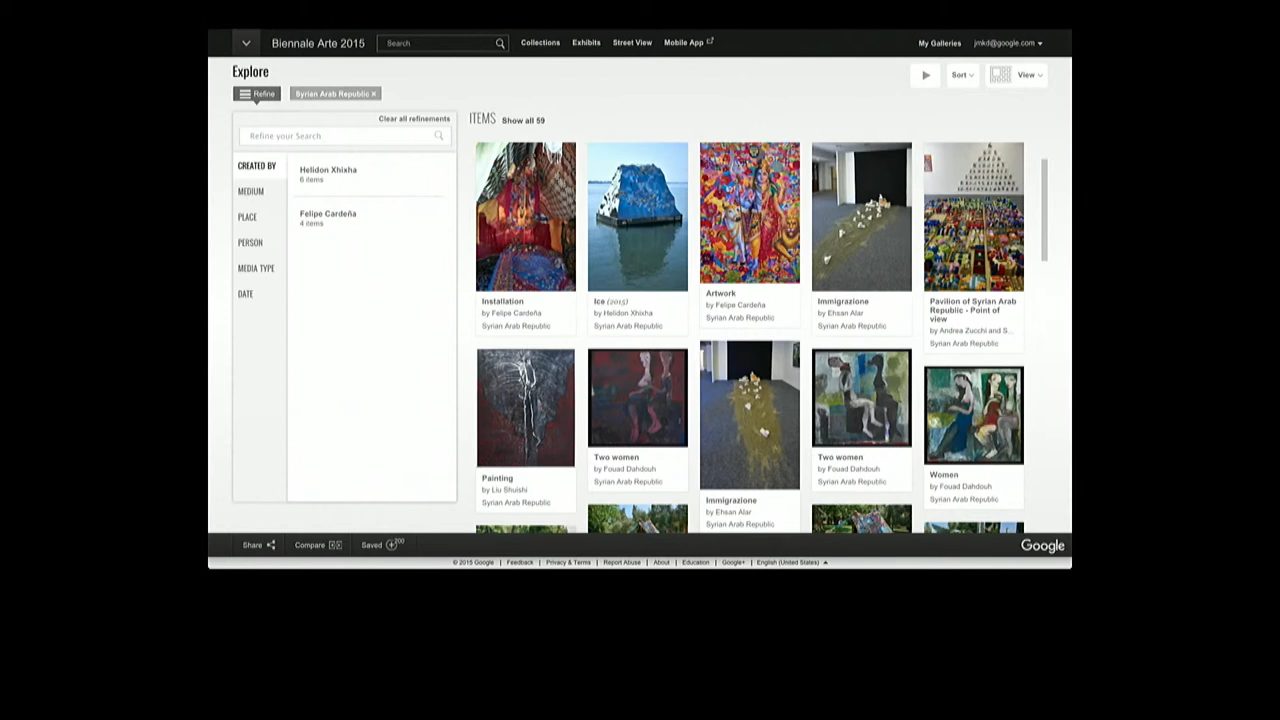 Biennale Arte 2015
Search
Collections
Exhibits
Street View
Mobile App
My Galleries
jmkd@google.com
Explore
Sort
View
Refine
Syrian Arab Republic ×
Clear all refinements
Refine your Search
CREATED BY
MEDIUM
PLACE
PERSON
MEDIA TYPE
DATE
Helidon Xhixha
6 items
Felipe Cardeña
4 items
ITEMS Show all 59
Installation
by Felipe Cardeña
Syrian Arab Republic
Ice (2015)
by Helidon Xhixha
Syrian Arab Republic
Artwork
by Felipe Cardeña
Syrian Arab Republic
Immigrazione
by Ehsan Alar
Syrian Arab Republic
Pavilion of Syrian Arab
Republic - Point of
view
by Andrea Zucchi and S...
Syrian Arab Republic
Painting
by Liu Shuishi
Syrian Arab Republic
Two women
by Fouad Dahdouh
Syrian Arab Republic
Immigrazione
by Ehsan Alar
Syrian Arab Republic
Two women
by Fouad Dahdouh
Syrian Arab Republic
Women
by Fouad Dahdouh
Syrian Arab Republic
Share
Compare
Saved 200
Google
© 2015 Google | Feedback | Privacy & Terms | Report Abuse | About | Education | Google+ | English (United States)